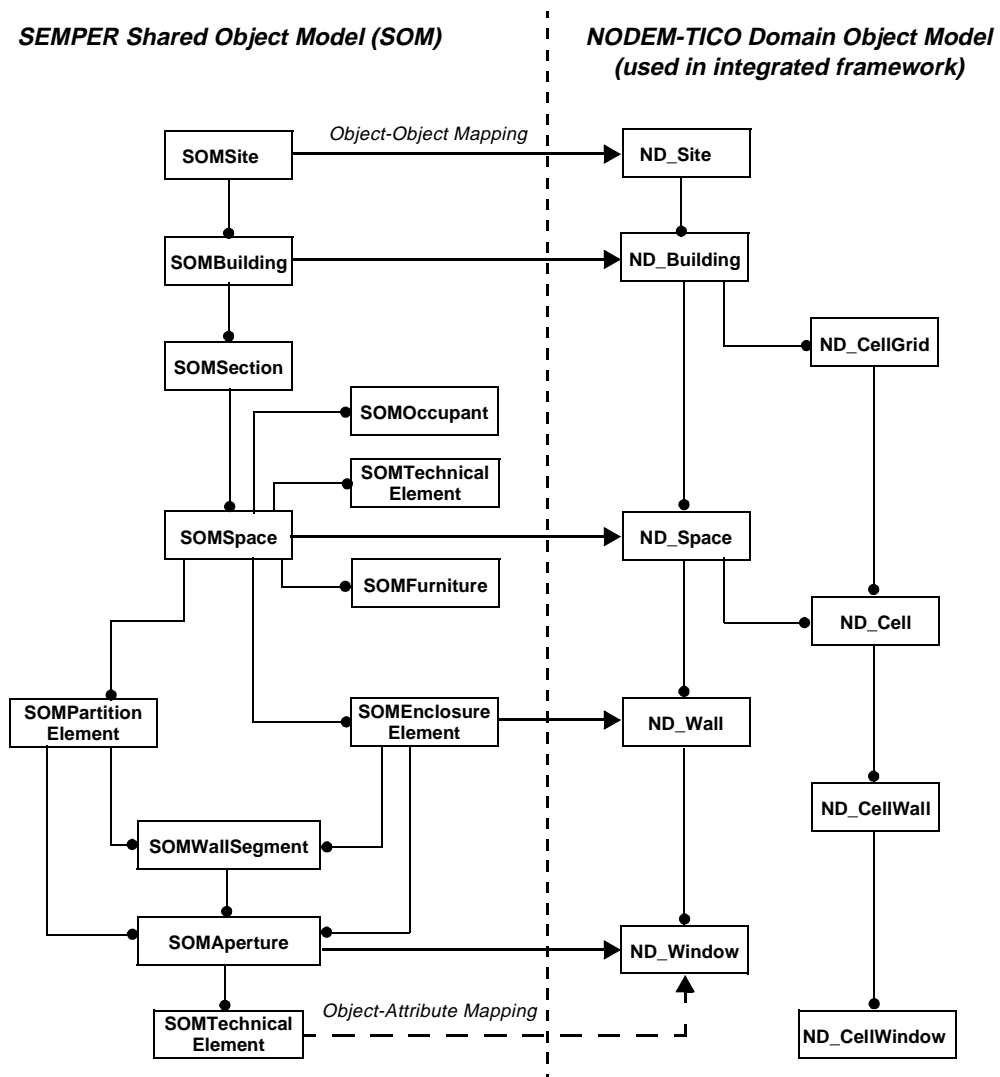 SEMPER Shared Object Model (SOM)
NODEM-TICO Domain Object Model
(used in integrated framework)
Object-Object Mapping
SOMSite
ND_Site
SOMBuilding
ND_Building
SOMSection
ND_CellGrid
SOMOccupant
SOMTechnical
Element
SOMSpace
ND_Space
SOMFurniture
ND_Cell
SOMPartition
Element
SOMEnclosure
Element
ND_Wall
ND_CellWall
SOMWallSegment
SOMAperture
ND_Window
Object-Attribute Mapping
SOMTechnical
Element
ND_CellWindow